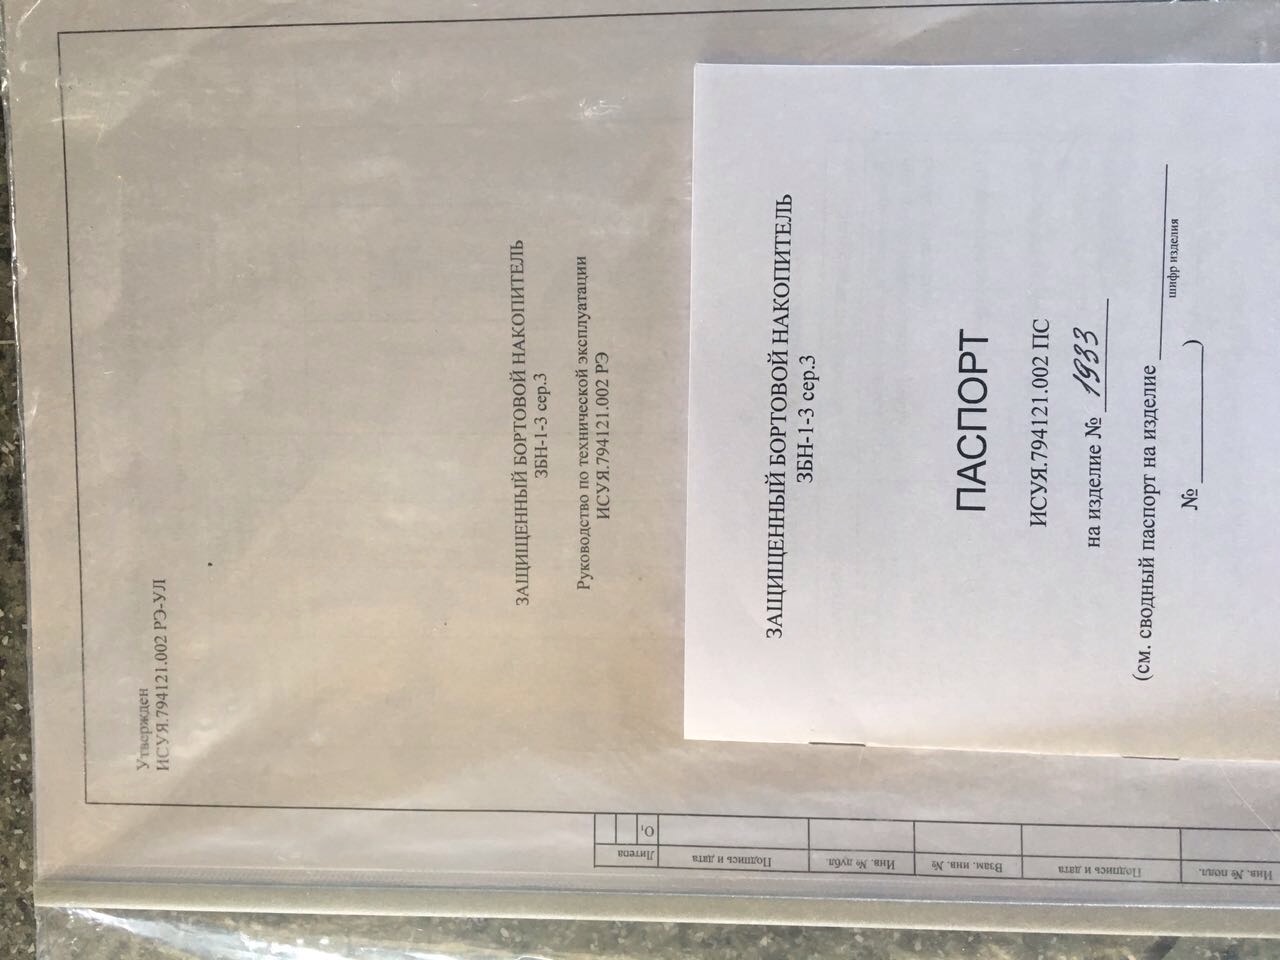 Утвержден
ИСУЯ.794121.002 РЭ-УЛ
ЗАЩИЩЕННЫЙ БОРТОВОЙ НАКОПИТЕЛЬ
ЗБН-1-3 сер.3
Руководство по технической эксплуатации
ИСУЯ.794121.002 РЭ
ЗАЩИЩЕННЫЙ БОРТОВОЙ НАКОПИТЕЛЬ
ЗБН-1-3 сер.3
ПАСПОРТ
ИСУЯ.794121.002 ПС
на изделие № 1933
(см. сводный паспорт на изделие
шифр изделия
№ )
Литера
О₁
Подпись и дата
Инв. № дубл.
Взам. инв. №
Подпись и дата
Инв. № подл.